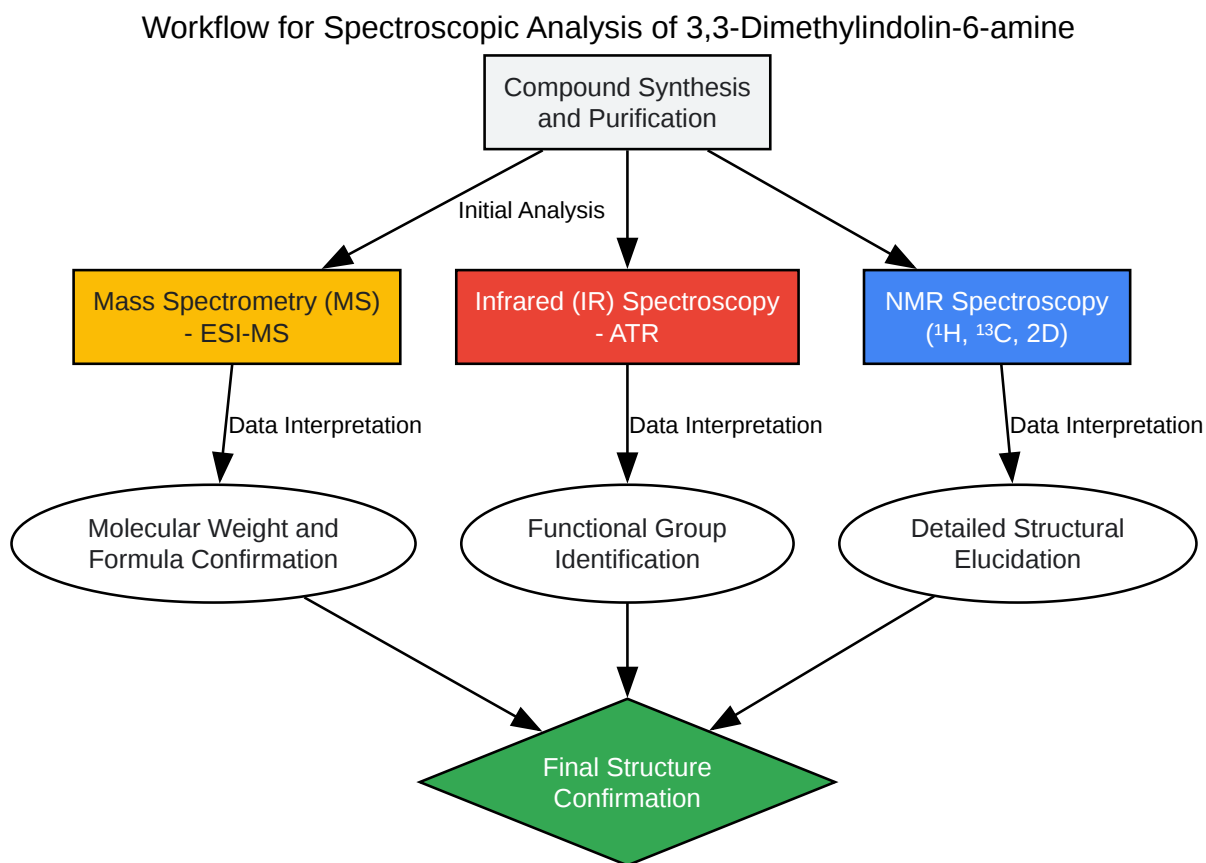 Workflow for Spectroscopic Analysis of 3,3-Dimethylindolin-6-amine
Compound Synthesis
and Purification
Initial Analysis
Mass Spectrometry (MS)
- ESI-MS
Infrared (IR) Spectroscopy
- ATR
NMR Spectroscopy
(¹H, ¹³C, 2D)
Data Interpretation
Data Interpretation
Data Interpretation
Molecular Weight and
Formula Confirmation
Functional Group
Identification
Detailed Structural
Elucidation
Final Structure
Confirmation